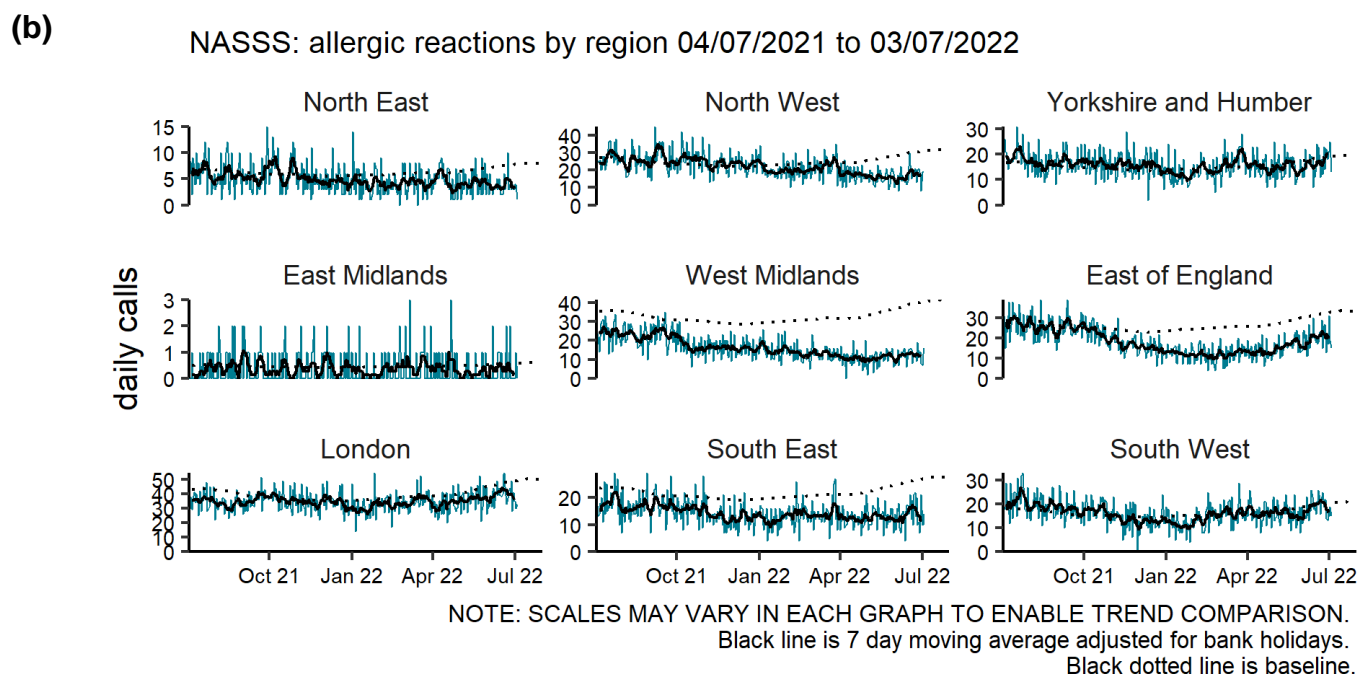 (b)
NASSS: allergic reactions by region 04/07/2021 to 03/07/2022
daily calls
North East
15
10
5
0
North West
40
30
20
10
0
Yorkshire and Humber
30
20
10
0
East Midlands
3
2
1
0
West Midlands
40
30
20
10
0
East of England
30
20
10
0
London
50
40
30
20
10
0
Oct 21 Jan 22 Apr 22 Jul 22
South East
20
10
0
Oct 21 Jan 22 Apr 22 Jul 22
South West
30
20
10
0
Oct 21 Jan 22 Apr 22 Jul 22
NOTE: SCALES MAY VARY IN EACH GRAPH TO ENABLE TREND COMPARISON.
Black line is 7 day moving average adjusted for bank holidays.
Black dotted line is baseline.